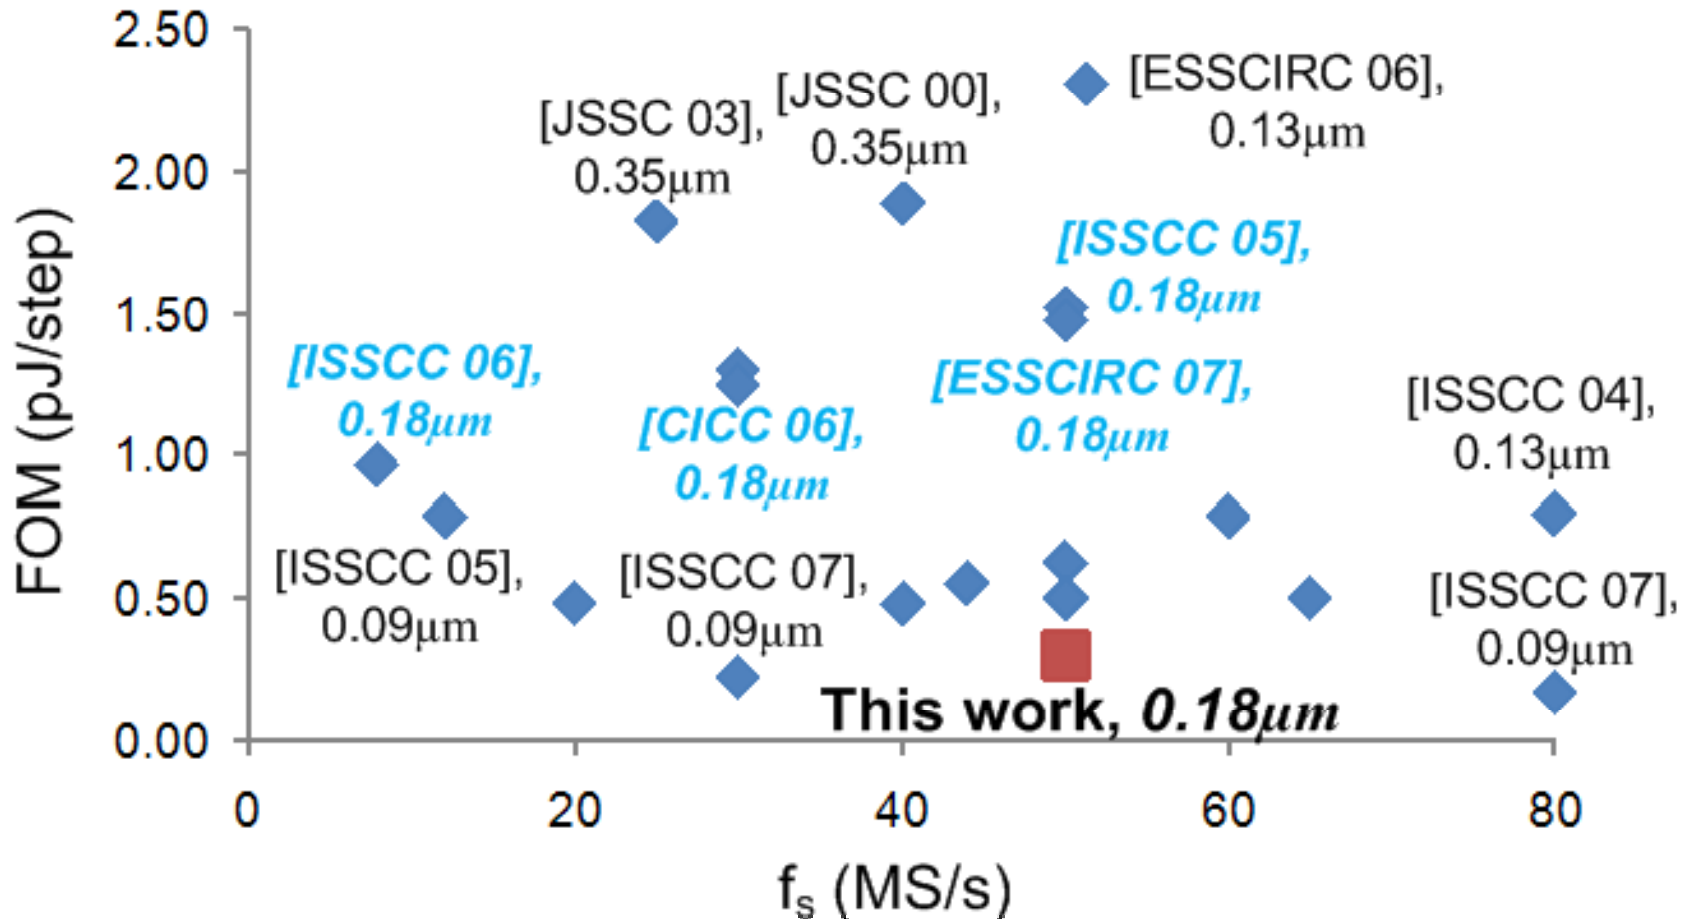 2.50
2.00
1.50
1.00
0.50
0.00
FOM (pJ/step)
[JSSC 03],
0.35μm
[JSSC 00],
0.35μm
[ESSCIRC 06],
0.13μm
[ISSCC 05],
0.18μm
[ISSCC 06],
0.18μm
[CICC 06],
0.18μm
[ESSCIRC 07],
0.18μm
[ISSCC 04],
0.13μm
[ISSCC 05],
0.09μm
[ISSCC 07],
0.09μm
[ISSCC 07],
0.09μm
This work, 0.18μm
0
20
40
60
80
fs (MS/s)